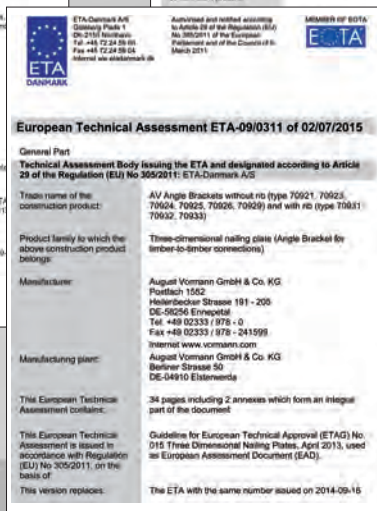 ETA-Danmark A/S
Göteborg Plads 1
DK-2150 Nordhavn
Tel. +45 72 24 59 00
Fax +45 72 24 59 04
Internet www.etadanmark.dk
Authorised and notified according
to Article 29 of the Regulation (EU)
No 305/2011 of the European
Parliament and of the Council of 9
March 2011
MEMBER OF EOTA
EOTA
ETA
DANMARK
European Technical Assessment ETA-09/0311 of 02/07/2015
General Part
Technical Assessment Body issuing the ETA and designated according to Article
29 of the Regulation (EU) No 305/2011: ETA-Danmark A/S
Trade name of the
construction product:
AV Angle Brackets without rib (type 70921, 70923,
70924, 70925, 70926, 70929) and with rib (type 70931
70932, 70933)
Product family to which the
above construction product
belongs:
Three-dimensional nailing plate (Angle Bracket for
timber-to-timber connections)
Manufacturer:
August Vormann GmbH & Co. KG
Postfach 1562
Heilenbecker Strasse 191 - 205
DE-58256 Ennepetal
Tel. +49 02333 / 978 - 0
Fax +49 02333 / 978 - 241599
Internet www.vormann.com
Manufacturing plant:
August Vormann GmbH & Co. KG
Berliner Strasse 50
DE-04910 Elsterwerda
This European Technical
Assessment contains:
34 pages including 2 annexes which form an integral
part of the document
This European Technical
Assessment is issued in
accordance with Regulation
(EU) No 305/2011, on the
basis of
Guideline for European Technical Approval (ETAG) No.
015 Three Dimensional Nailing Plates, April 2013, used
as European Assessment Document (EAD).
This version replaces:
The ETA with the same number issued on 2014-09-16